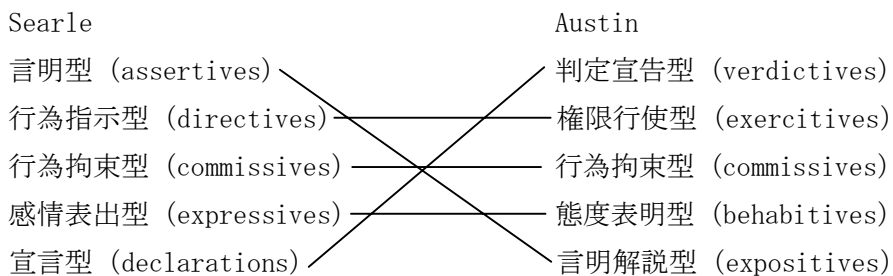 Searle Austin
言明型 (assertives) 判定宣告型 (verdictives)
行為指示型 (directives) 権限行使型 (exercitives)
行為拘束型 (commissives) 行為拘束型 (commissives)
感情表出型 (expressives) 態度表明型 (behabitives)
宣言型 (declarations) 言明解説型 (expositives)